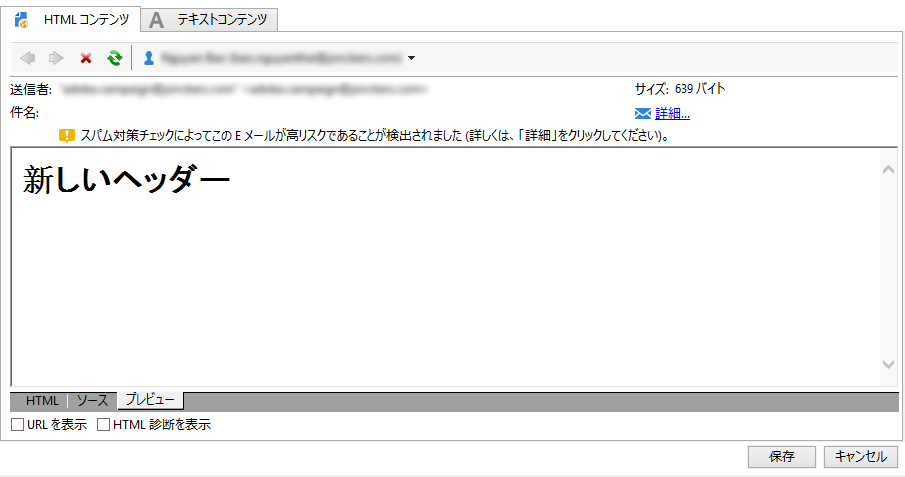 HTML コンテンツ
テキストコンテンツ
送信者:
サイズ: 639 バイト
件名:
詳細...
スパム対策チェックによってこの E メールが高リスクであることが検出されました (詳しくは、「詳細」をクリックしてください)。
新しいヘッダー
HTML ソース プレビュー
URL を表示 HTML 診断を表示
保存 キャンセル